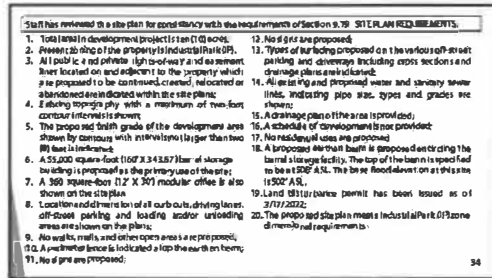 Staff has reviewed the site plan for consistency with the requirements of Section 9.79 SITE PLAN REQUIREMENTS.
1. Total area in development project is ten (10) acres;
2. Present zoning of the property is Industrial Park (IP).
3. All public and private rights-of-way and easement
lines located on and adjacent to the property which
are proposed to be continued, created, relocated or
abandoned are indicated within the site plans;
4. Existing topography with a maximum of two-foot
contour intervals is shown;
5. The proposed finish grade of the development area
shown by contours with intervals not larger than two
feet is indicated;
6. A 55,000 square-foot (160' X 343.67') barrel storage
building is proposed as the primary use of the site;
7. A 360 square-foot (12' X 30') modular office is also
shown on the site plan
8. Location and dimension of all curb cuts, driving lanes,
off-street parking and loading and/or unloading
areas are shown on the plans;
9. No walls, malls, and other open areas are proposed;
10. A perimeter fence is indicated atop the earthen berm;
11. No signs are proposed;
12. No signs are proposed;
13. Types of surfacing proposed on the various off-street
parking and driveways including cross sections and
drainage plans are indicated;
14. All existing and proposed water and sanitary sewer
lines, indicating pipe size, types and grades are
shown;
15. A drainage plan of the area is provided;
16. A schedule of development is not provided;
17. No residential uses are proposed
18. A proposed earthen berm is proposed encircling the
barrel storage facility. The top of the berm is specified
to be at 508' ASL. The base floor elevation at this site
is 502' ASL.
19. Land disturbance permit has been issued as of
3/17/2022;
20. The proposed site plan meets Industrial Park (IP) zone
dimensional requirements.
34